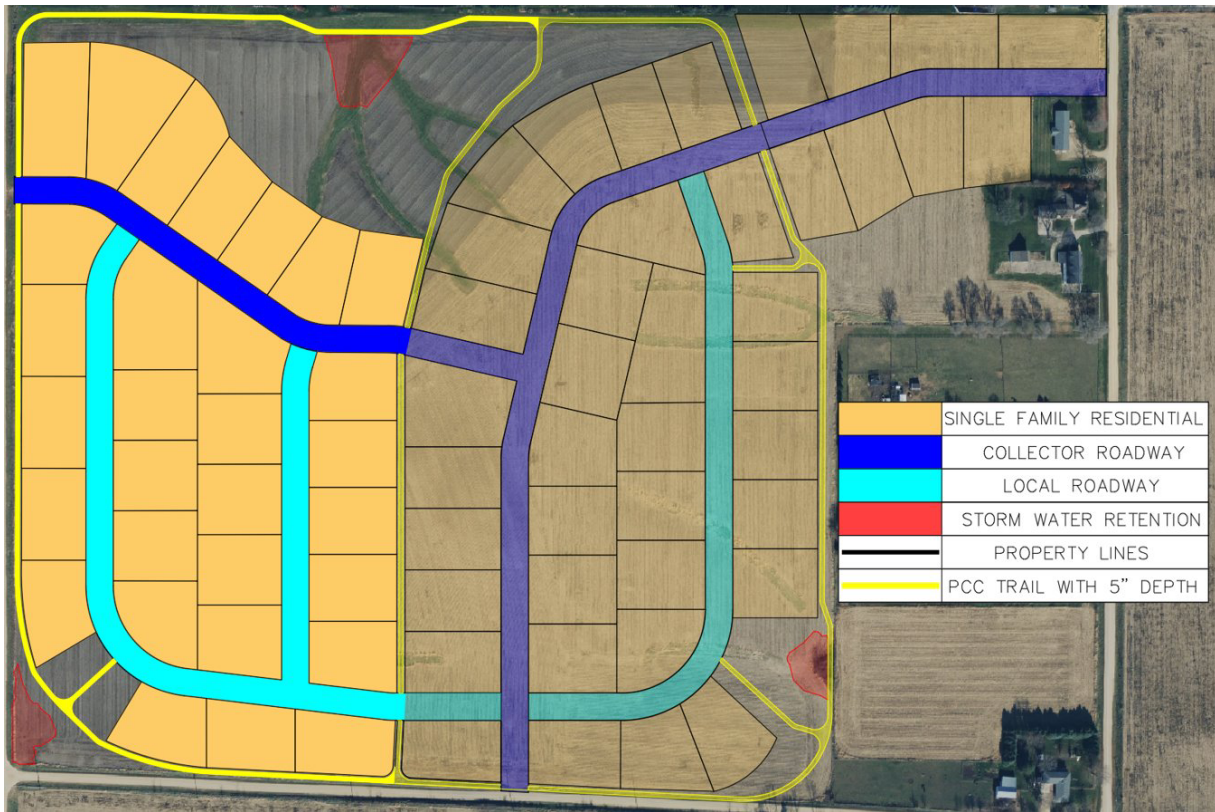 SINGLE FAMILY RESIDENTIAL
COLLECTOR ROADWAY
LOCAL ROADWAY
STORM WATER RETENTION
PROPERTY LINES
PCC TRAIL WITH 5" DEPTH